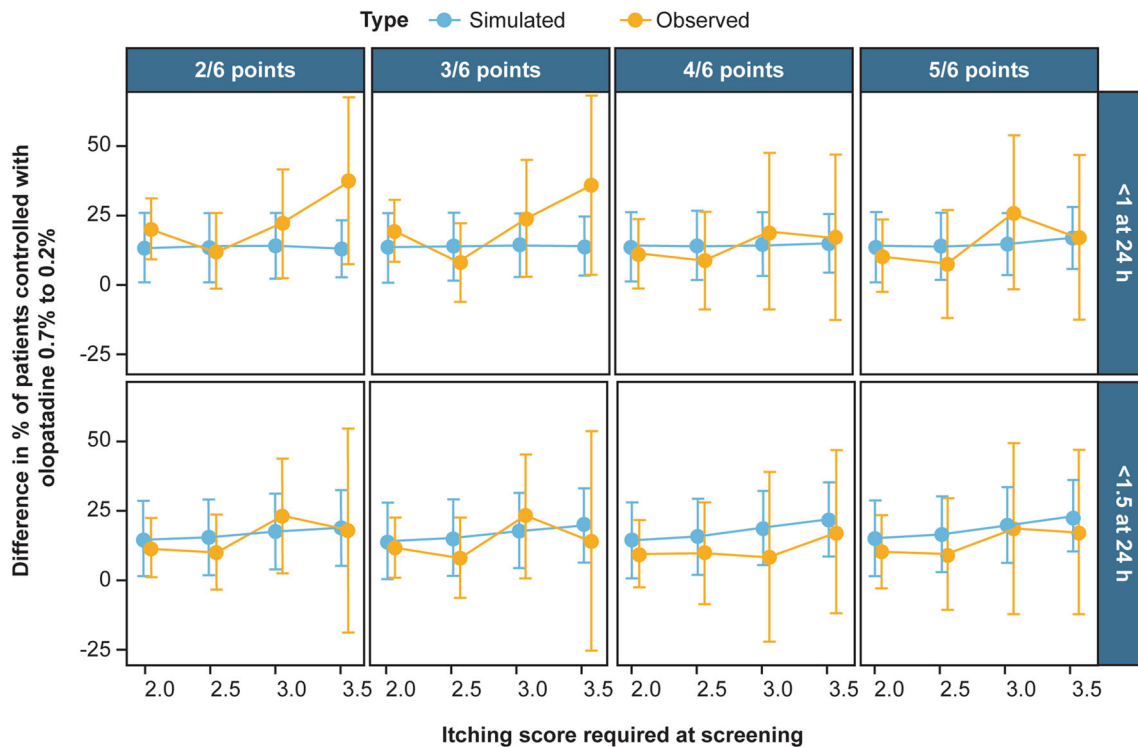 Type Simulated Observed
2/6 points 3/6 points 4/6 points 5/6 points
Difference in % of patients controlled with
olopatadine 0.7% to 0.2%
50
25
0
-25
<1 at 24 h
50
25
0
-25
<1.5 at 24 h
2.0 2.5 3.0 3.5 2.0 2.5 3.0 3.5 2.0 2.5 3.0 3.5 2.0 2.5 3.0 3.5
Itching score required at screening